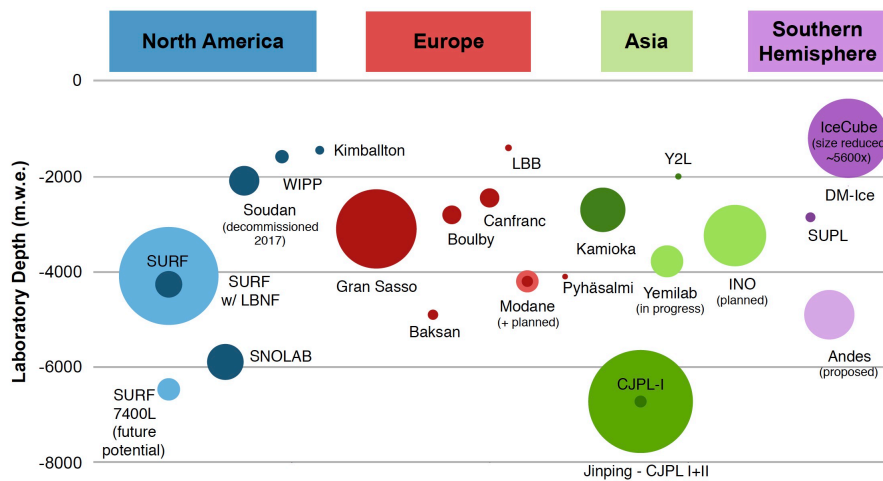 North America
Europe
Asia
Southern
Hemisphere
Laboratory Depth (m.w.e.)
0
-2000
-4000
-6000
-8000
Kimballton
WIPP
Soudan
(decommissioned
2017)
SURF
SURF
w/ LBNF
SNOLAB
SURF
7400L
(future
potential)
LBB
Canfranc
Boulby
Gran Sasso
Modane
(+ planned)
Pyhäsalmi
Baksan
Y2L
Kamioka
Yemilab
(in progress)
INO
(planned)
CJPL-I
Jinping - CJPL I+II
IceCube
(size reduced
~5600x)
DM-Ice
SUPL
Andes
(proposed)